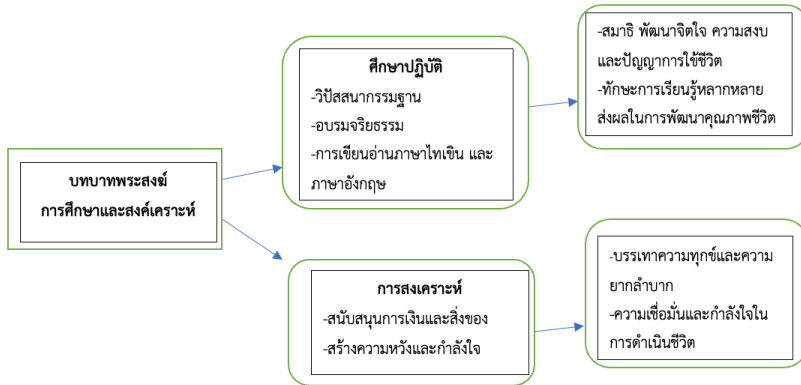 บทบาทพระสงฆ์
การศึกษาและสงค์เคราะห์
ศึกษาปฏิบัติ
-วิปัสสนากรรมฐาน
-อบรมจริยธรรม
-การเขียนอ่านภาษาไทเขิน และ
ภาษาอังกฤษ
-สมาธิ พัฒนาจิตใจ ความสงบ
และปัญญาการใช้ชีวิต
-ทักษะการเรียนรู้หลากหลาย
ส่งผลในการพัฒนาคุณภาพชีวิต
การสงเคราะห์
-สนับสนุนการเงินและสิ่งของ
-สร้างความหวังและกำลังใจ
-บรรเทาความทุกข์และความ
ยากลำบาก
-ความเชื่อมั่นและกำลังใจใน
การดำเนินชีวิต